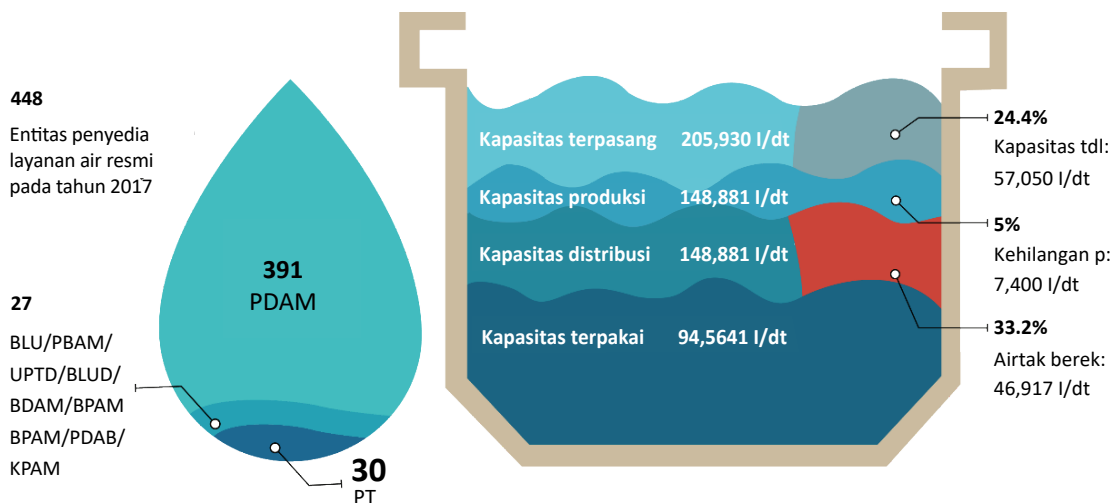 448
Entitas penyedia
layanan air resmi
pada tahun 2017
391
PDAM
27
BLU/PBAM/
UPTD/BLUD/
BDAM/BPAM
BPAM/PDAB/
KPAM
30
PT
Kapasitas terpasang 205,930 I/dt
Kapasitas produksi 148,881 I/dt
Kapasitas distribusi 148,881 I/dt
Kapasitas terpakai 94,5641 I/dt
24.4%
Kapasitas tdl:
57,050 I/dt
5%
Kehilangan p:
7,400 I/dt
33.2%
Airtak berek:
46,917 I/dt